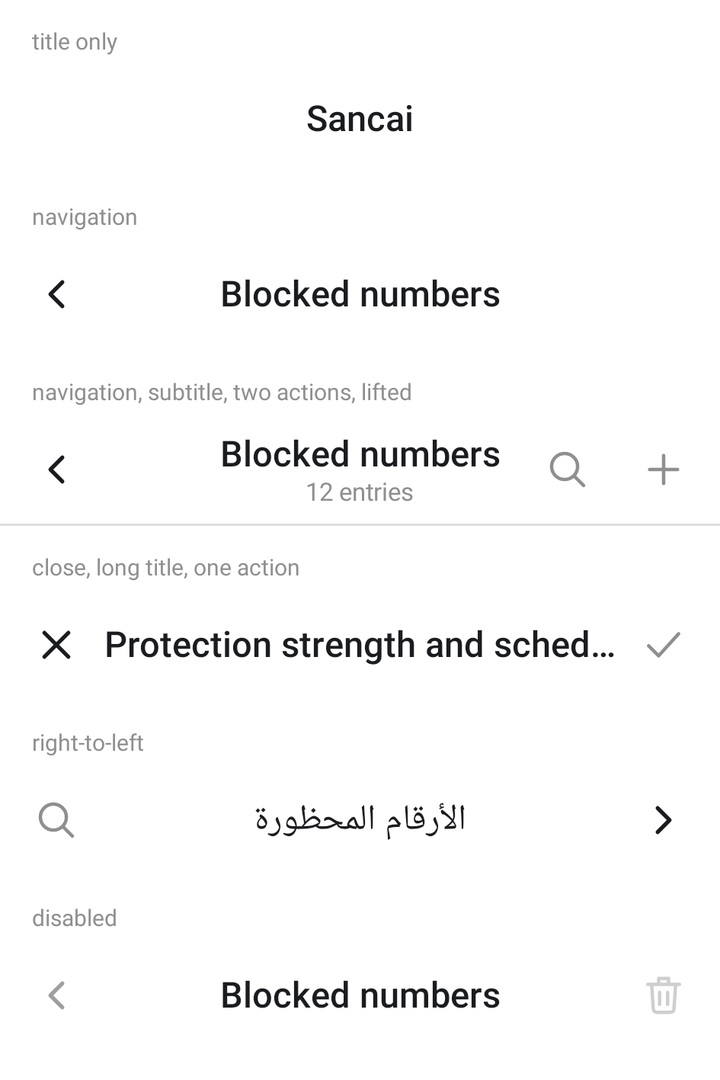 title only
Sancai
navigation
Blocked numbers
navigation, subtitle, two actions, lifted
Blocked numbers
12 entries
close, long title, one action
Protection strength and sched…
right-to-left
الأرقام المحظورة
disabled
Blocked numbers